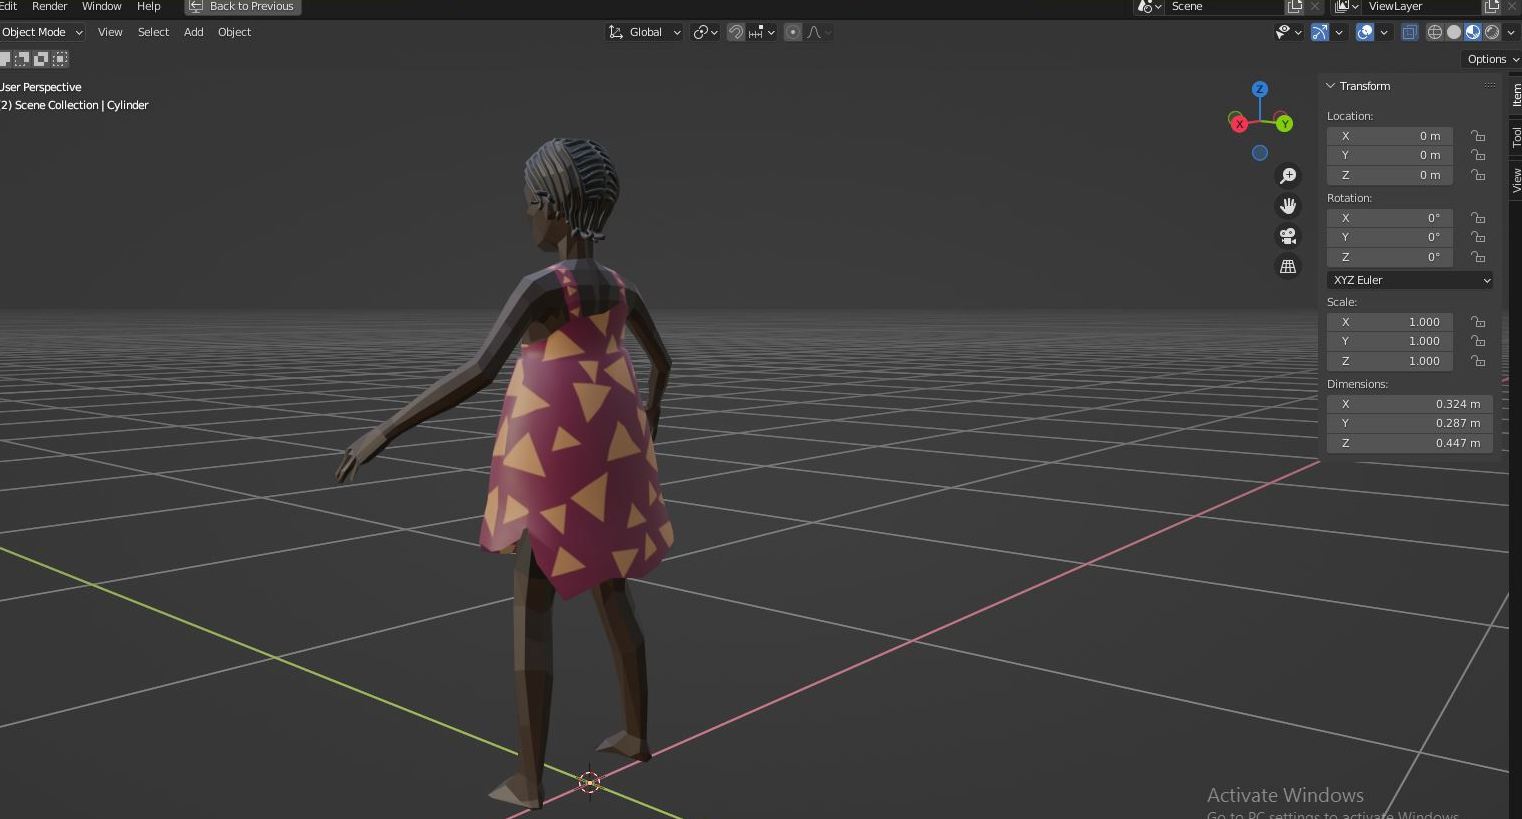 Edit Render Window Help Back to Previous Scene ViewLayer
Object Mode View Select Add Object Global
Options
User Perspective
(2) Scene Collection | Cylinder
Z
X
Y
Transform
Location:
X 0 m
Y 0 m
Z 0 m
Rotation:
X 0°
Y 0°
Z 0°
XYZ Euler
Scale:
X 1.000
Y 1.000
Z 1.000
Dimensions:
X 0.324 m
Y 0.287 m
Z 0.447 m
Item
Tool
View
Activate Windows
Go to PC settings to activate Windows.